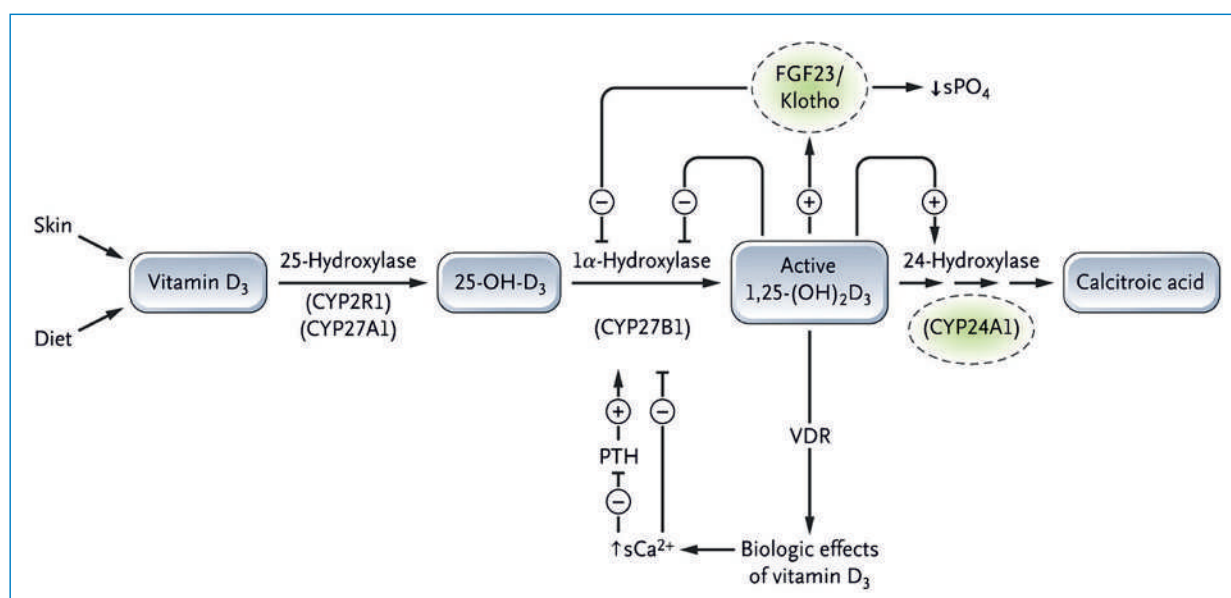 FGF23/
Klotho
↓sPO₄
−
−
+
+
Skin
Diet
Vitamin D₃
25-Hydroxylase
(CYP2R1)
(CYP27A1)
25-OH-D₃
1α-Hydroxylase
(CYP27B1)
Active
1,25-(OH)₂D₃
24-Hydroxylase
(CYP24A1)
Calcitroic acid
+
−
PTH
−
VDR
↑sCa²⁺
Biologic effects
of vitamin D₃